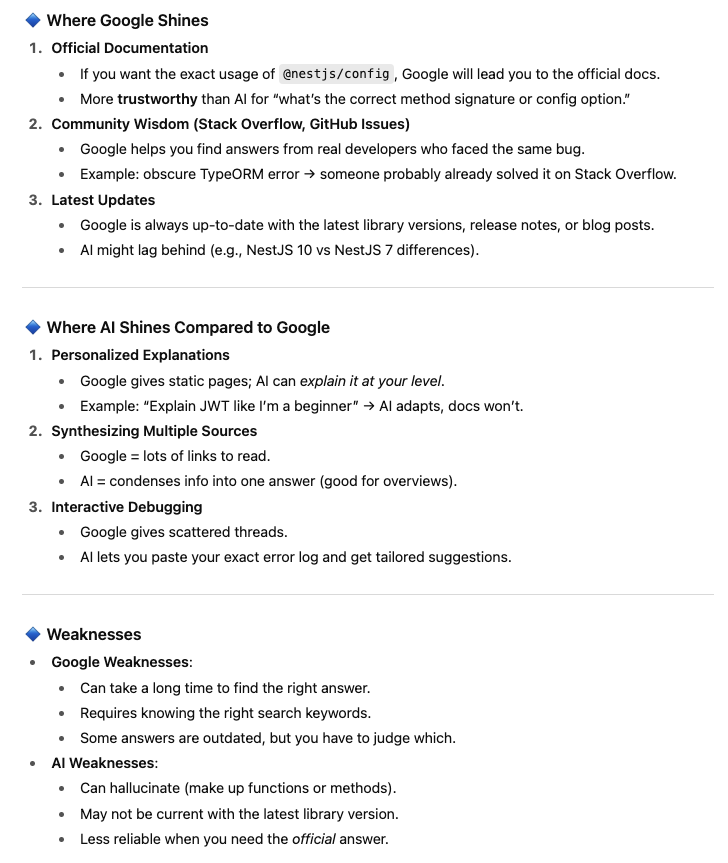 🔷 Where Google Shines
1. Official Documentation
• If you want the exact usage of @nestjs/config, Google will lead you to the official docs.
• More trustworthy than AI for “what’s the correct method signature or config option.”
2. Community Wisdom (Stack Overflow, GitHub Issues)
• Google helps you find answers from real developers who faced the same bug.
• Example: obscure TypeORM error → someone probably already solved it on Stack Overflow.
3. Latest Updates
• Google is always up-to-date with the latest library versions, release notes, or blog posts.
• AI might lag behind (e.g., NestJS 10 vs NestJS 7 differences).
🔷 Where AI Shines Compared to Google
1. Personalized Explanations
• Google gives static pages; AI can explain it at your level.
• Example: “Explain JWT like I’m a beginner” → AI adapts, docs won’t.
2. Synthesizing Multiple Sources
• Google = lots of links to read.
• AI = condenses info into one answer (good for overviews).
3. Interactive Debugging
• Google gives scattered threads.
• AI lets you paste your exact error log and get tailored suggestions.
🔷 Weaknesses
• Google Weaknesses:
• Can take a long time to find the right answer.
• Requires knowing the right search keywords.
• Some answers are outdated, but you have to judge which.
• AI Weaknesses:
• Can hallucinate (make up functions or methods).
• May not be current with the latest library version.
• Less reliable when you need the official answer.